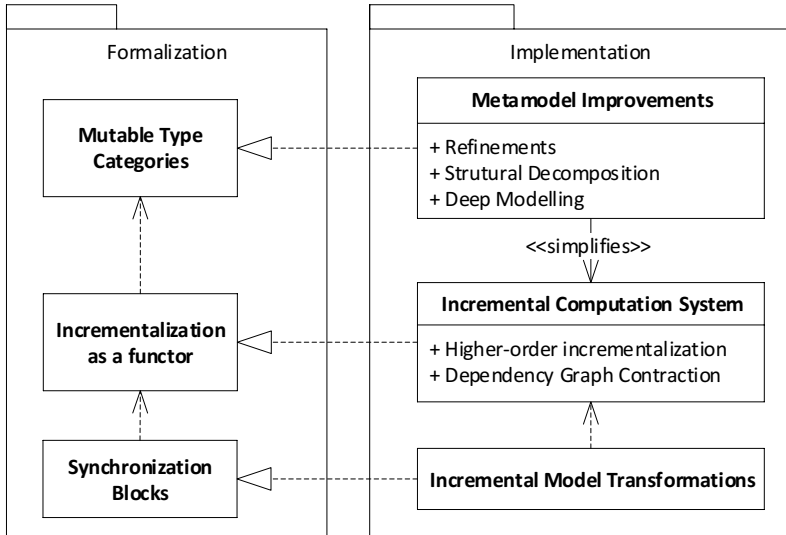 Formalization
Mutable Type
Categories
Incrementalization
as a functor
Synchronization
Blocks
Implementation
Metamodel Improvements
+ Refinements
+ Strutural Decomposition
+ Deep Modelling
<<simplifies>>
Incremental Computation System
+ Higher-order incrementalization
+ Dependency Graph Contraction
Incremental Model Transformations